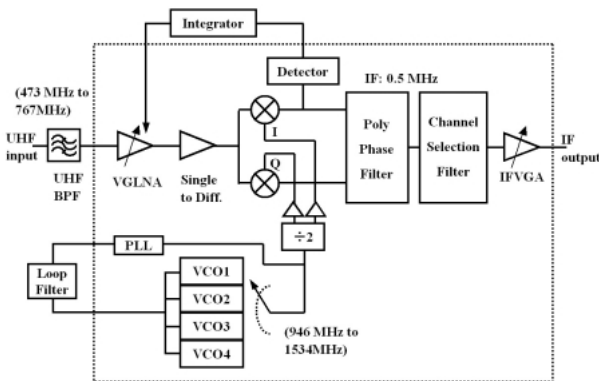 Integrator
Detector
IF: 0.5 MHz
(473 MHz to
767MHz)
UHF
input
UHF
BPF
VGLNA
Single
to Diff.
I
Q
Poly
Phase
Filter
Channel
Selection
Filter
IFVGA
IF
output
÷2
PLL
Loop
Filter
VCO1
VCO2
VCO3
VCO4
(946 MHz to
1534MHz)